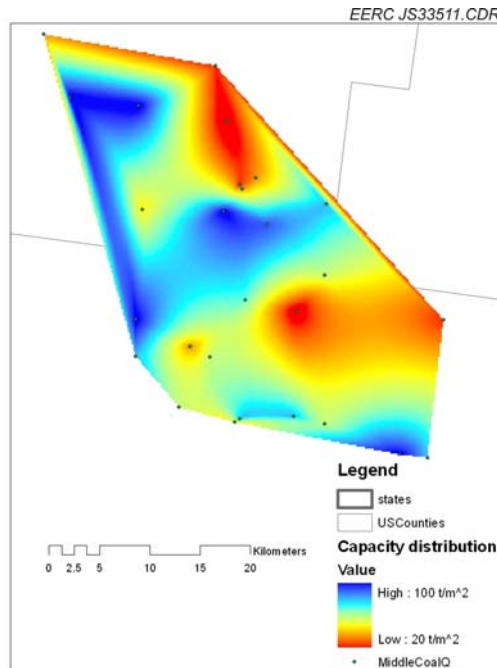 EERC JS33511.CDR
Legend
states
USCounties
Capacity distribution
Value
High : 100 t/m^2
Low : 20 t/m^2
MiddleCoalQ
Kilometers
0 2.5 5 10 15 20